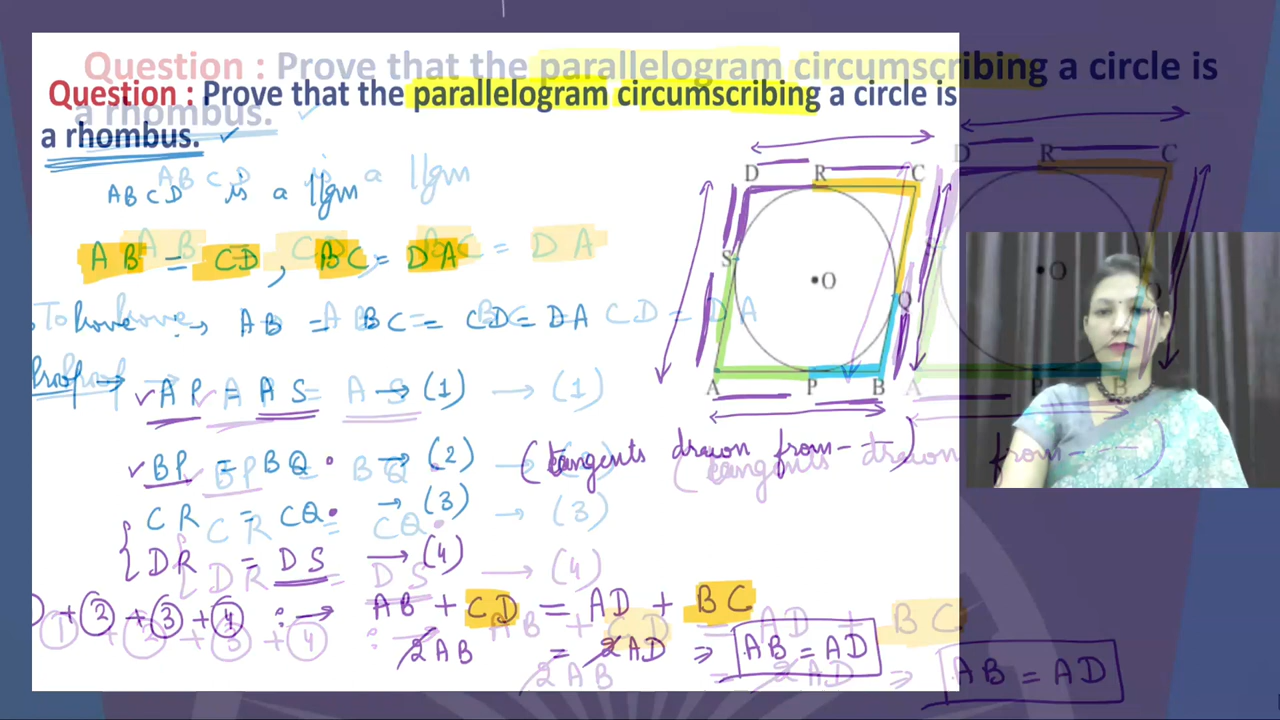 Question : Prove that the parallelogram circumscribing a circle is
a rhombus.
ABCD is a ||gm
AB = CD, BC = DA
To prove :→ AB = BC = CD = DA
Proof → AP = AS → (1)
BP = BQ → (2) (tangents drawn from---)
CR = CQ → (3)
DR = DS → (4)
+ 2 + 3 + 4 :→ AB + CD = AD + BC
2AB = 2AD ⇒ AB = AD
D R C
S
O
Q
A P B